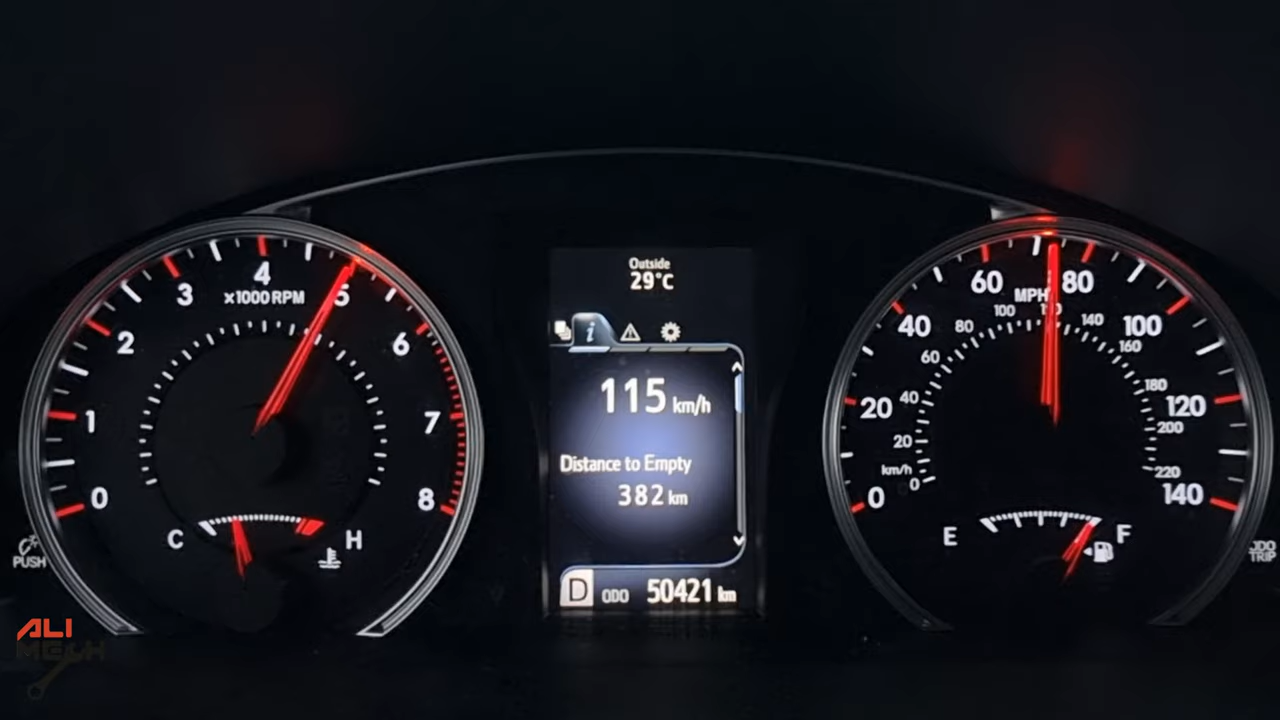 Outside
29°C
0
1
2
3
4
5
6
7
8
x1000 RPM
C
H
PUSH
i
115 km/h
Distance to Empty
382 km
D ODO 50421 km
0
20
40
60
80
100
120
140
MPH
km/h
0
20
40
60
80
100
120
140
160
180
200
220
E
F
ODO
TRIP
ALI
MECH